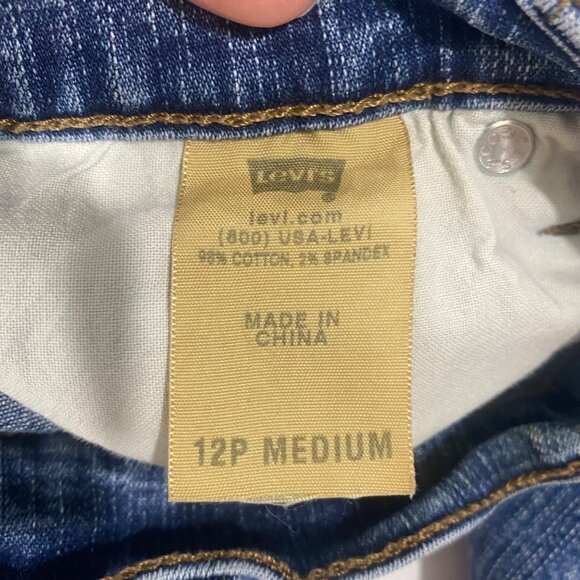 Levi's
®
levi.com
(800) USA-LEVI
98% COTTON, 2% SPANDEX
MADE IN
CHINA
12P MEDIUM